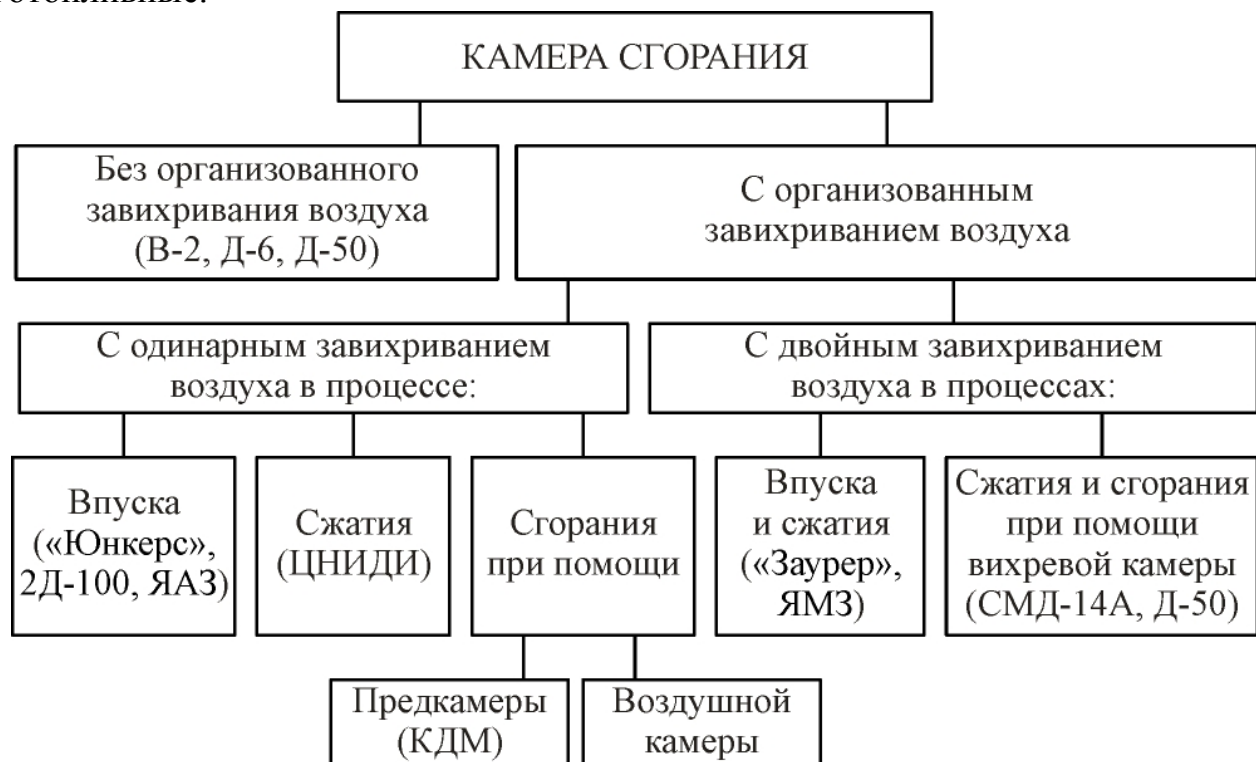 КАМЕРА СГОРАНИЯ
Без организованного
завихривания воздуха
(В-2, Д-6, Д-50)
С организованным
завихриванием воздуха
С одинарным завихриванием
воздуха в процессе:
С двойным завихриванием
воздуха в процессах:
Впуска
(«Юнкерс»,
2Д-100, ЯАЗ)
Сжатия
(ЦНИДИ)
Сгорания
при помощи
Впуска
и сжатия
(«Заурер»,
ЯМЗ)
Сжатия и сгорания
при помощи
вихревой камеры
(СМД-14А, Д-50)
Предкамеры
(КДМ)
Воздушной
камеры